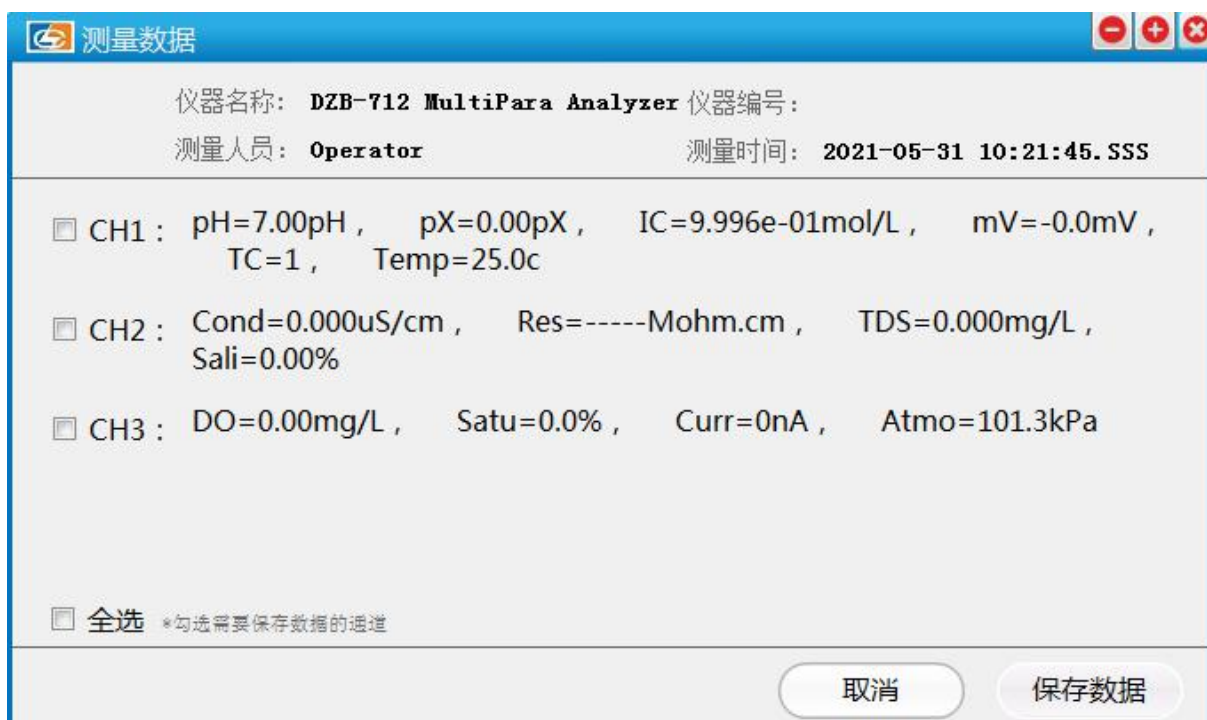 测量数据
仪器名称: DZB-712 MultiPara Analyzer 仪器编号:
测量人员: Operator 测量时间: 2021-05-31 10:21:45.SSS
CH1: pH=7.00pH, pX=0.00pX, IC=9.996e-01mol/L, mV=-0.0mV,
TC=1, Temp=25.0c
CH2: Cond=0.000uS/cm, Res=-----Mohm.cm, TDS=0.000mg/L,
Sali=0.00%
CH3: DO=0.00mg/L, Satu=0.0%, Curr=0nA, Atmo=101.3kPa
全选 *勾选需要保存数据的通道
取消 保存数据